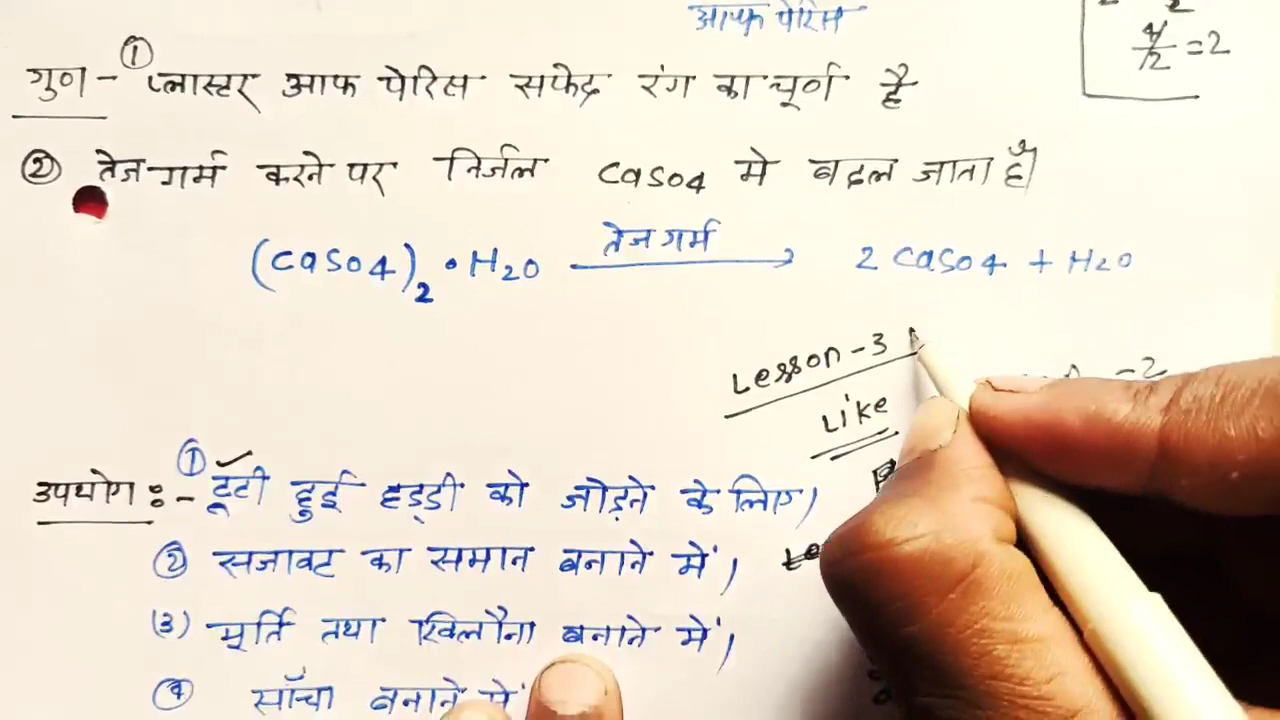 आफ पेरिस
4/2 = 2
गुण - ① प्लास्टर आफ पेरिस सफेद रंग का चूर्ण है
② तेज गर्म करने पर निर्जल CaSO4 मे बदल जाता है।
(CaSO4)2 • H2O तेज गर्म → 2 CaSO4 + H2O
Lesson - 3
- 2
Like
उपयोग :- ① टूटी हुई हड्डी को जोड़ने के लिए,
② सजावट का समान बनाने में,
(3) मूर्ति तथा खिलौना बनाने में,
④ साँचा बनाने में